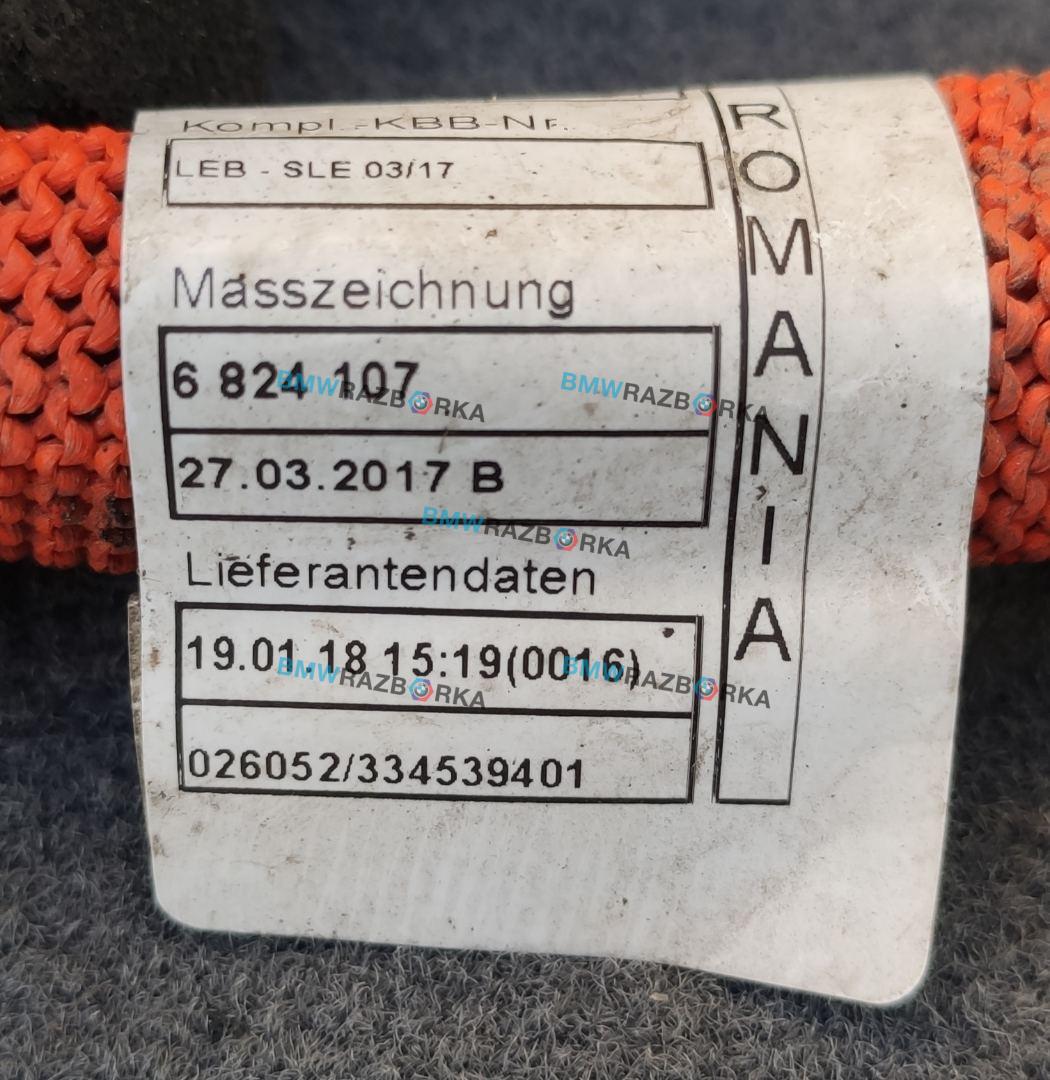 Kompl.-KBB-Nr.
LEB - SLE 03/17
Masszeichnung
6 824 107
27.03.2017 B
Lieferantendaten
19.01.18 15:19(0016)
026052/334539401
ROMANIA
BMWRAZBORKA
BMWRAZBORKA
BMWRAZBORKA
BMWRAZBORKA
BMWRAZBORKA